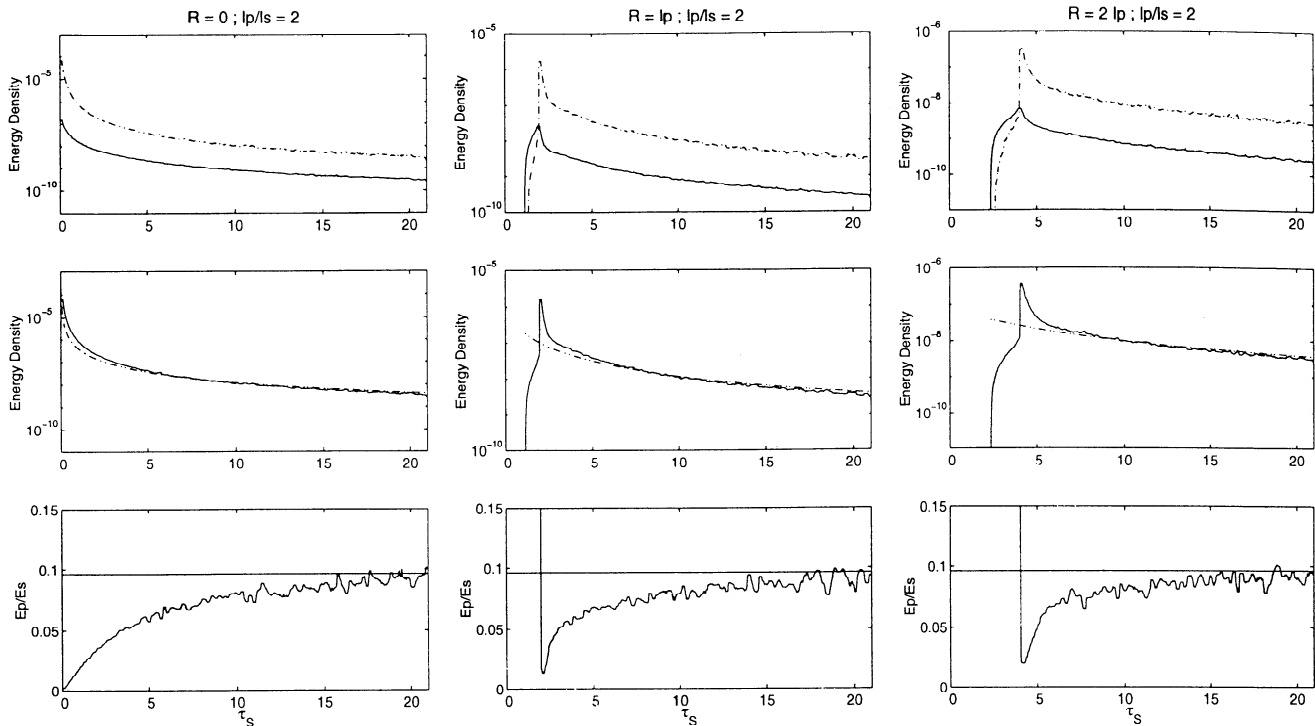 R = 0 ; lp/ls = 2
R = lp ; lp/ls = 2
R = 2 lp ; lp/ls = 2
Energy Density
10^-5
10^-10
0 5 10 15 20
Energy Density
10^-5
10^-10
0 5 10 15 20
Energy Density
10^-6
10^-8
10^-10
0 5 10 15 20
Energy Density
10^-5
10^-10
0 5 10 15 20
Energy Density
10^-5
10^-10
0 5 10 15 20
Energy Density
10^-6
10^-8
10^-10
0 5 10 15 20
Ep/Es
0.15
0.1
0.05
0
0 5 10 15 20
τS
Ep/Es
0.15
0.1
0.05
0
0 5 10 15 20
τS
Ep/Es
0.15
0.1
0.05
0
0 5 10 15 20
τS